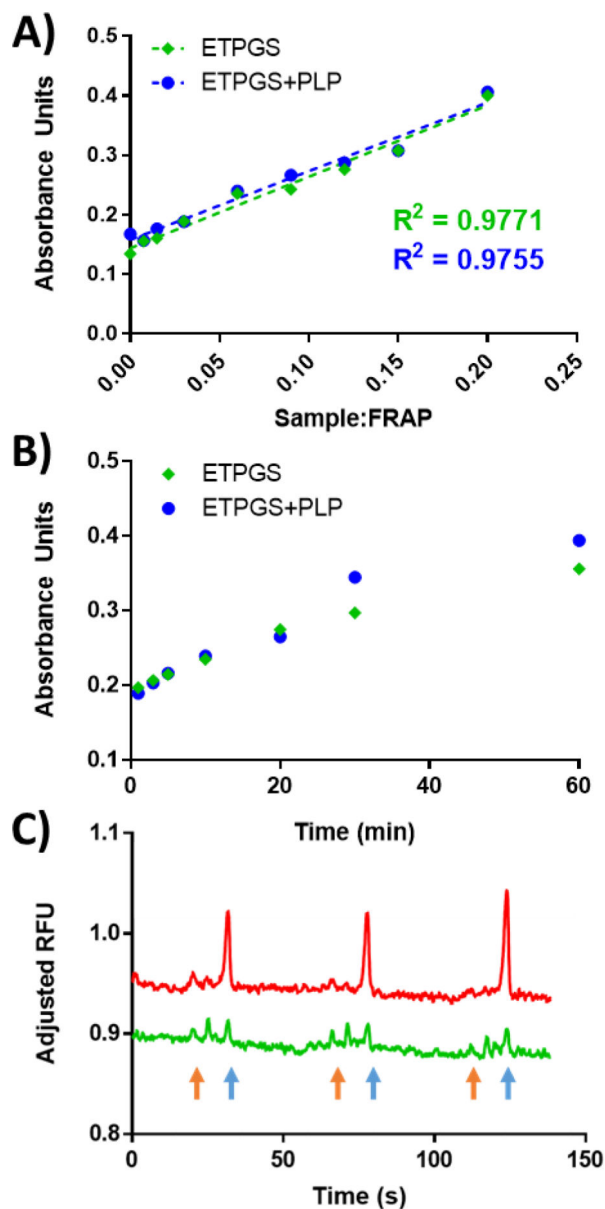 A)
ETPGS
ETPGS+PLP
Absorbance Units
0.5
0.4
0.3
0.2
0.1
0.0
R² = 0.9771
R² = 0.9755
0.00 0.05 0.10 0.15 0.20 0.25
Sample:FRAP
B)
ETPGS
ETPGS+PLP
Absorbance Units
0.5
0.4
0.3
0.2
0.1
0 20 40 60
Time (min)
C)
Adjusted RFU
1.1
1.0
0.9
0.8
0 50 100 150
Time (s)